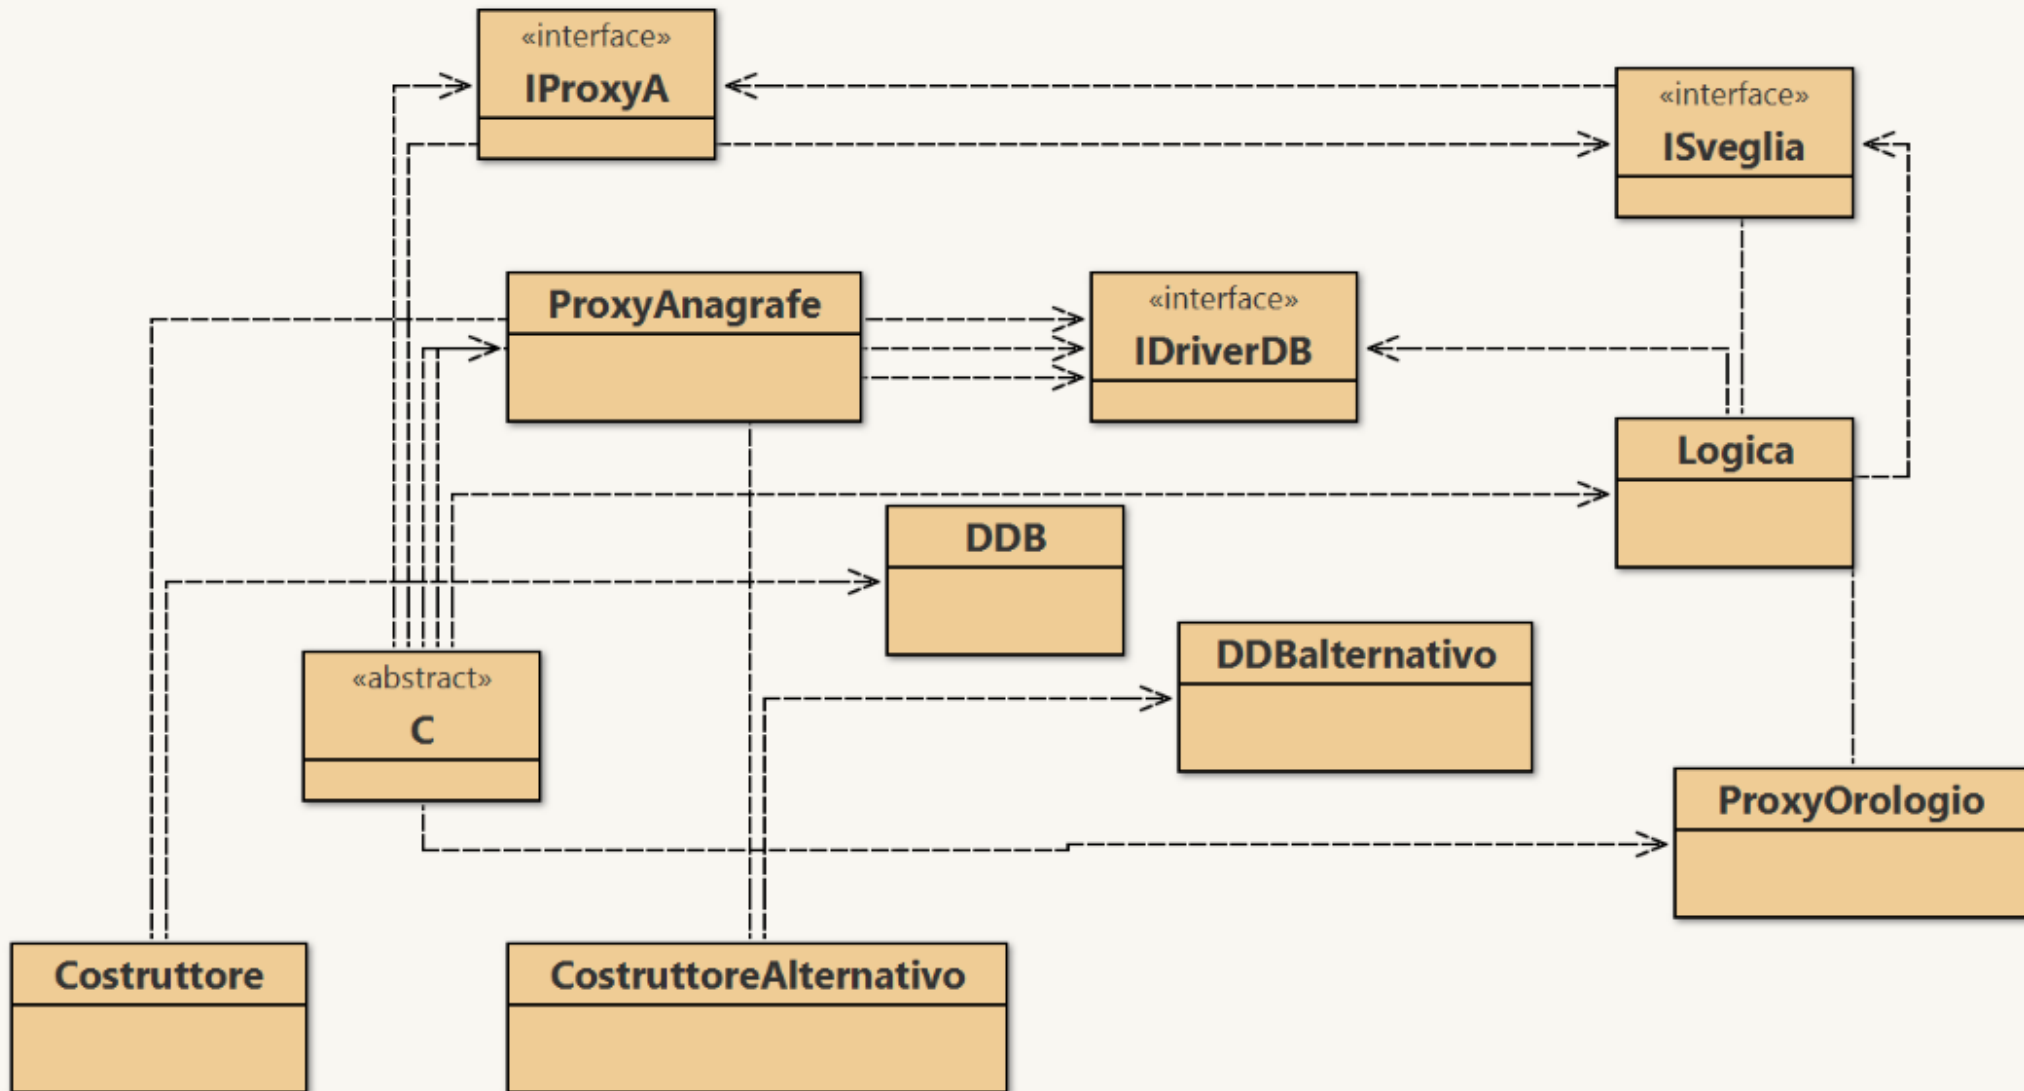 «interface»
IProxyA
«interface»
ISveglia
ProxyAnagrafe
«interface»
IDriverDB
Logica
DDB
«abstract»
C
DDBalternativo
ProxyOrologio
Costruttore
CostruttoreAlternativo